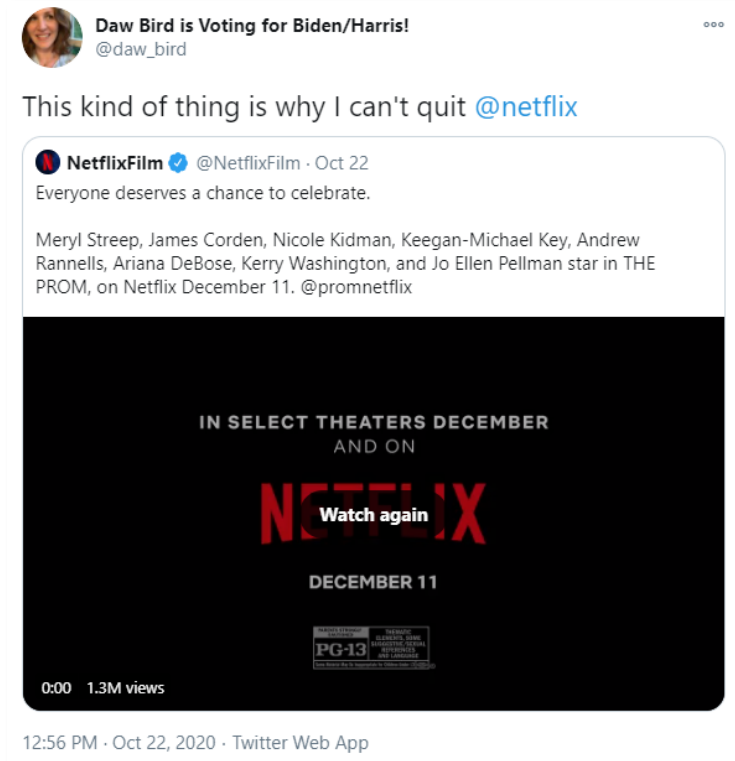 Daw Bird is Voting for Biden/Harris!
@daw_bird
This kind of thing is why I can't quit @netflix
NetflixFilm @NetflixFilm · Oct 22
Everyone deserves a chance to celebrate.
Meryl Streep, James Corden, Nicole Kidman, Keegan-Michael Key, Andrew
Rannells, Ariana DeBose, Kerry Washington, and Jo Ellen Pellman star in THE
PROM, on Netflix December 11. @promnetflix
IN SELECT THEATERS DECEMBER
AND ON
NETFLIX
Watch again
DECEMBER 11
PG-13
0:00 1.3M views
12:56 PM · Oct 22, 2020 · Twitter Web App